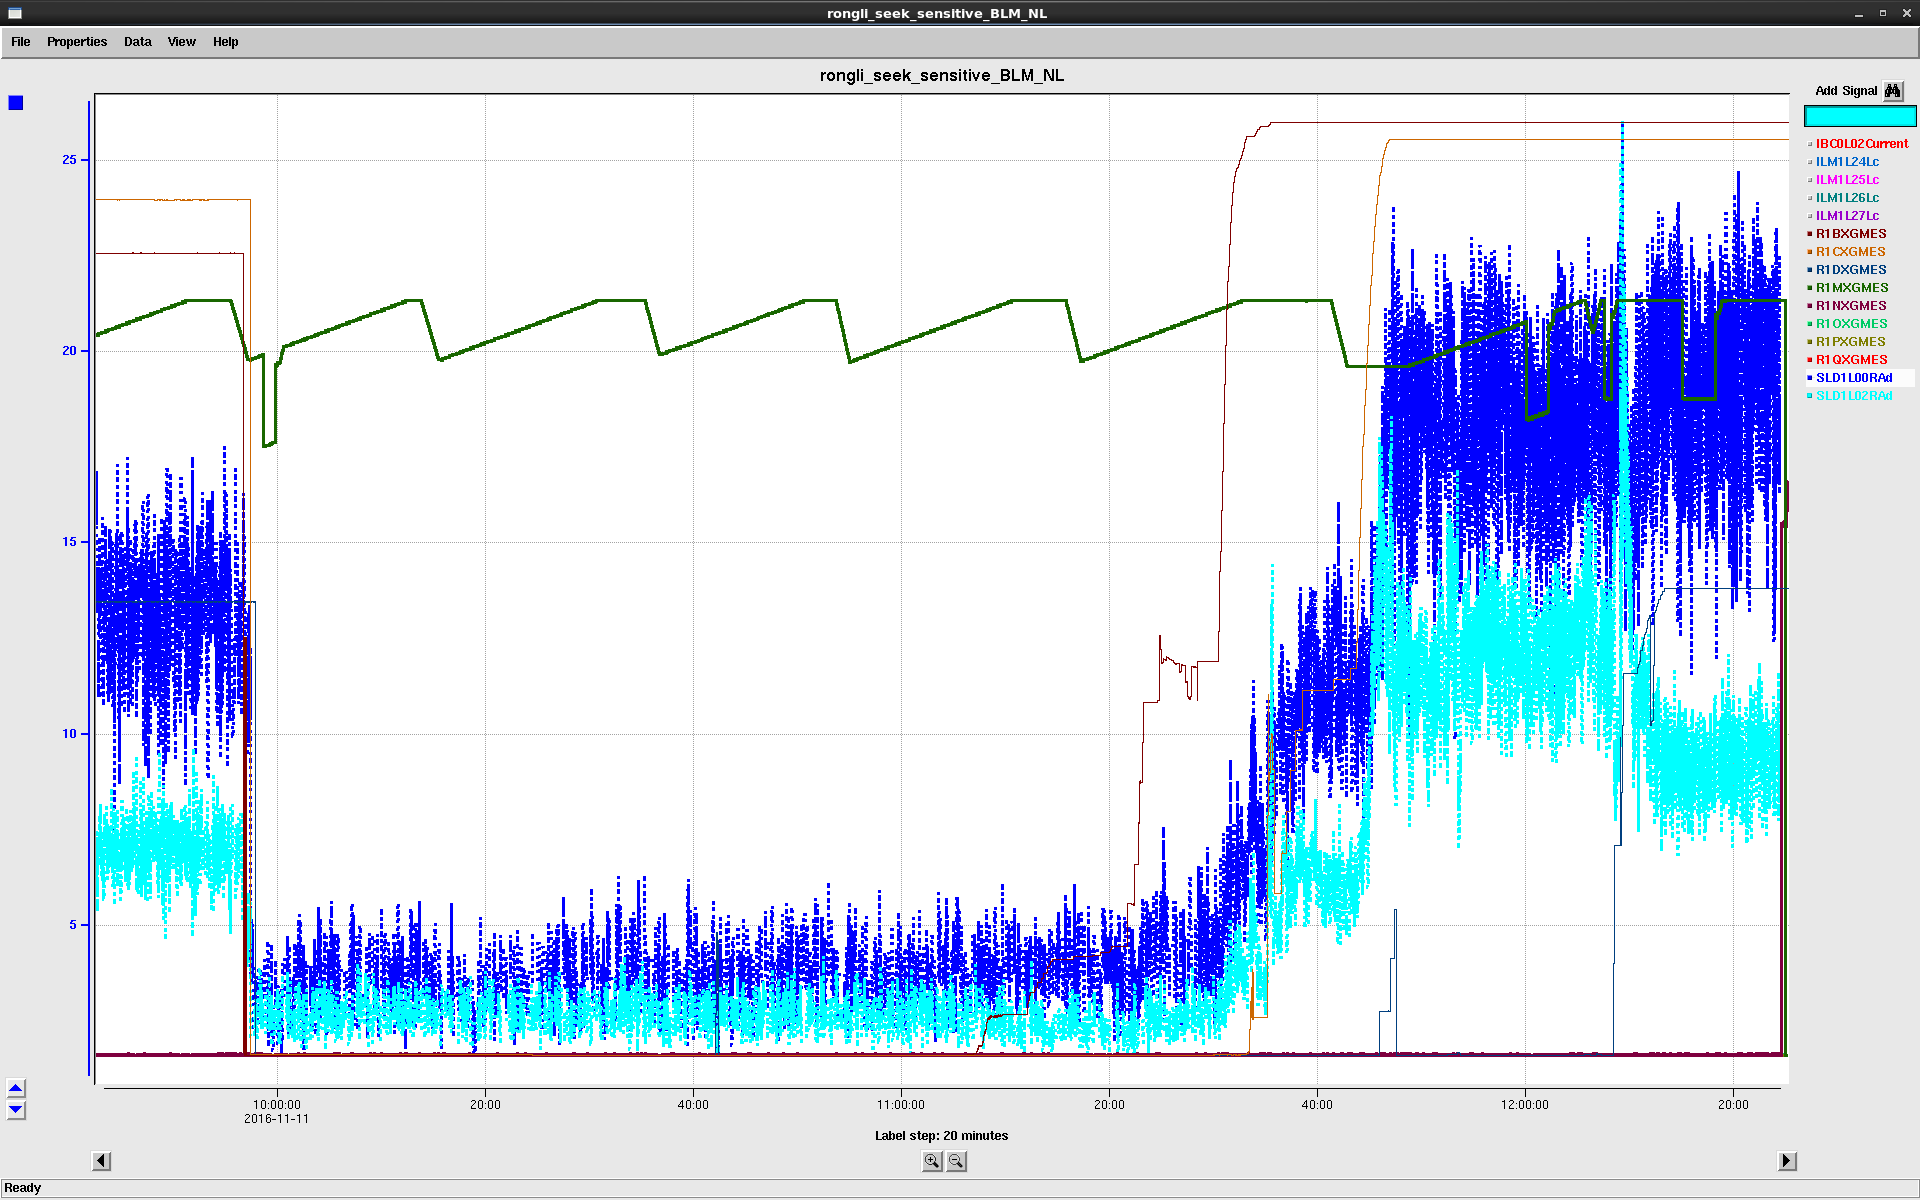 rongli_seek_sensitive_BLM_NL
File Properties Data View Help
rongli_seek_sensitive_BLM_NL
Add Signal
IBC0L02Current
ILM1L24Lc
ILM1L25Lc
ILM1L26Lc
ILM1L27Lc
R1BXGMES
R1CXGMES
R1DXGMES
R1MXGMES
R1NXGMES
R1OXGMES
R1PXGMES
R1QXGMES
SLD1L00RAd
SLD1L02RAd
25
20
15
10
5
10:00:00 20:00 40:00 11:00:00 20:00 40:00 12:00:00 20:00
2016-11-11
Label step: 20 minutes
Ready